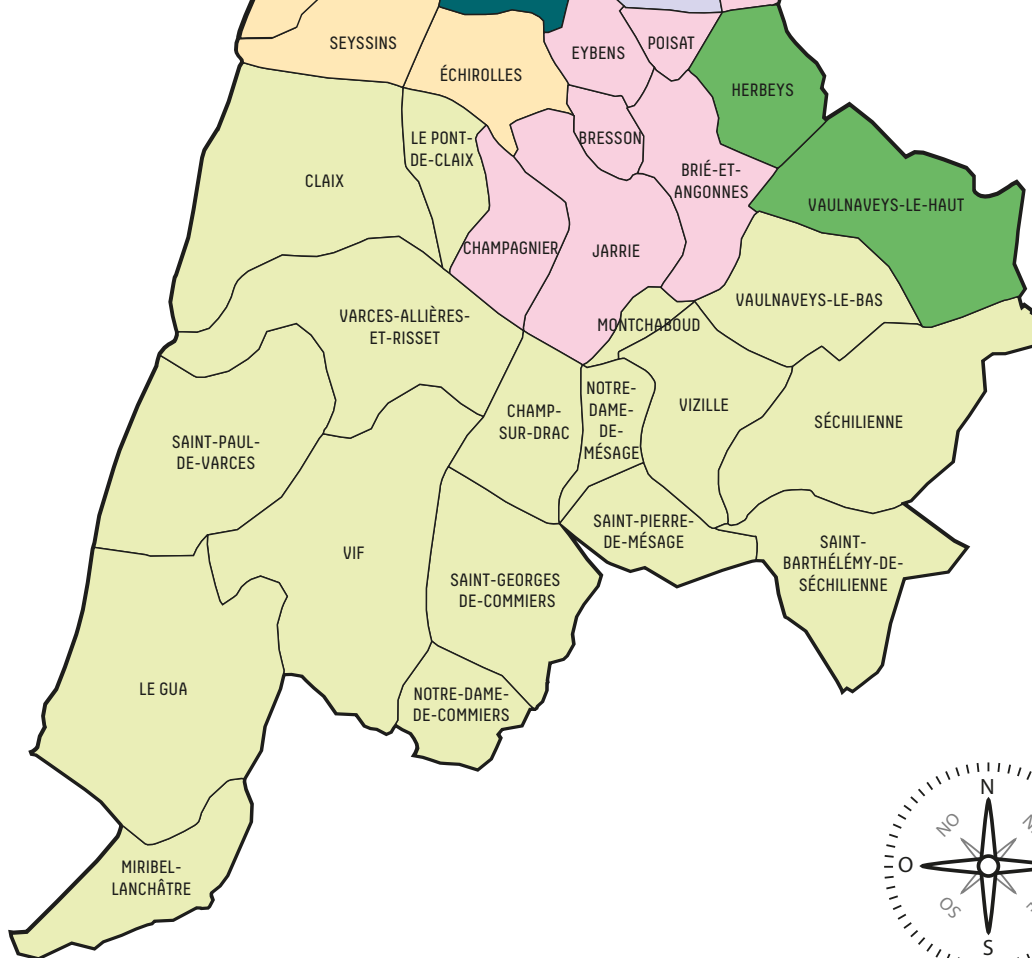 SEYSSINS
ÉCHIROLLES
EYBENS
POISAT
HERBEYS
LE PONT-
DE-CLAIX
BRESSON
CLAIX
BRIÉ-ET-
ANGONNES
VAULNAVEYS-LE-HAUT
CHAMPAGNIER
JARRIE
VAULNAVEYS-LE-BAS
VARCES-ALLIÈRES-
ET-RISSET
MONTCHABOUD
NOTRE-
DAME-
DE-
MÉSAGE
VIZILLE
CHAMP-
SUR-DRAC
SÉCHILIENNE
SAINT-PAUL-
DE-VARCES
SAINT-PIERRE-
DE-MÉSAGE
VIF
SAINT-
BARTHÉLÉMY-DE-
SÉCHILIENNE
SAINT-GEORGES
DE-COMMIERS
LE GUA
NOTRE-DAME-
DE-COMMIERS
MIRIBEL-
LANCHÂTRE
N
NO
O
SO
S